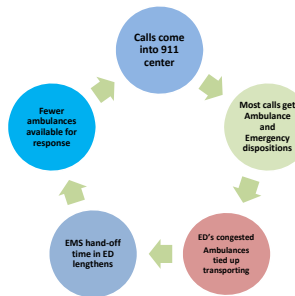 Calls come
into 911
center
Most calls get
Ambulance
and
Emergency
dispositions
ED's congested
Ambulances
tied up
transporting
EMS hand-off
time in ED
lengthens
Fewer
ambulances
available for
response